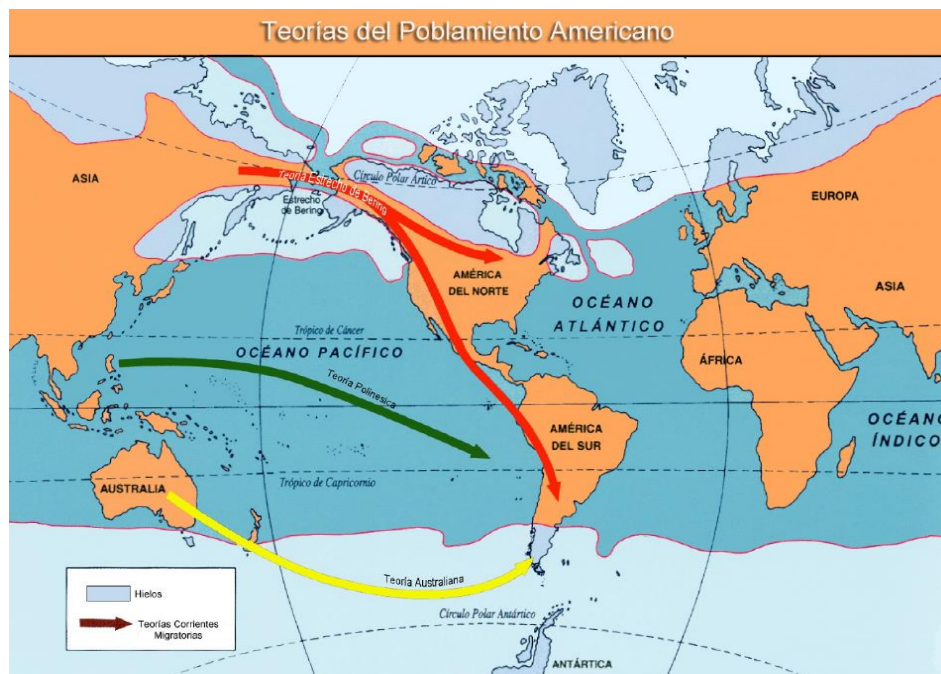 Teorías del Poblamiento Americano
Círculo Polar Ártico
ASIA
Teoría Estrecho de Bering
Estrecho
de Bering
EUROPA
AMÉRICA
DEL NORTE
ASIA
OCÉANO
ATLÁNTICO
Trópico de Cáncer
OCÉANO PACÍFICO
ÁFRICA
Teoría Polinesica
OCÉANO
ÍNDICO
AMÉRICA
DEL SUR
AUSTRALIA
Trópico de Capricornio
Teoría Australiana
Hielos
Teorías Corrientes
Migratorias
Círculo Polar Antártico
ANTÁRTICA